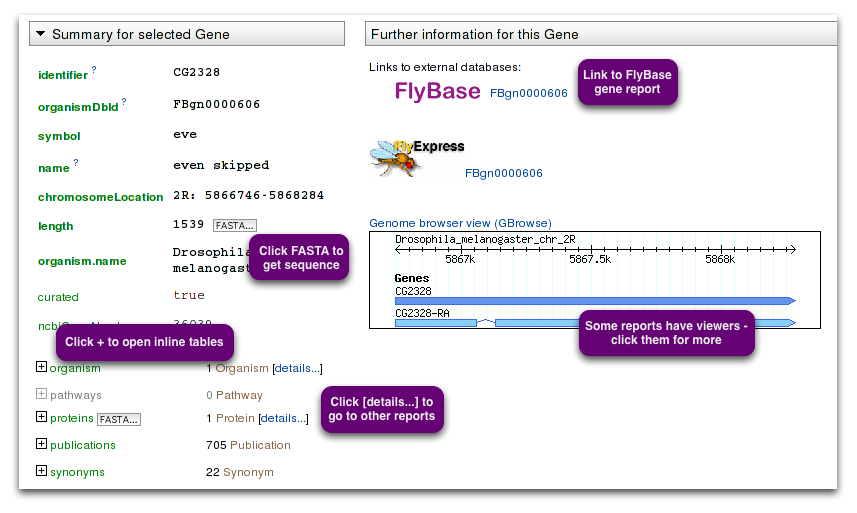 Summary for selected Gene
identifier ? CG2328
organismDbId ? FBgn0000606
symbol eve
name ? even skipped
chromosomeLocation 2R: 5866746-5868284
length 1539 FASTA...
organism.name
melanog
Click FASTA to
get sequence
curated true
Click + to open inline tables
organism 1 Organism [details...]
pathways 0 Pathway
proteins FASTA... 1 Protein [details...]
publications 705 Publication
synonyms 22 Synonym
Click [details...] to
go to other reports
Further information for this Gene
Links to external databases:
FlyBase FBgn0000606
Link to FlyBase
gene report
FlyExpress
FBgn0000606
Genome browser view (GBrowse)
Drosophila_melanogaster_chr_2R
5867k 5867.5k 5868k
Genes
CG2328
CG2328-RA
Some reports have viewers -
click them for more